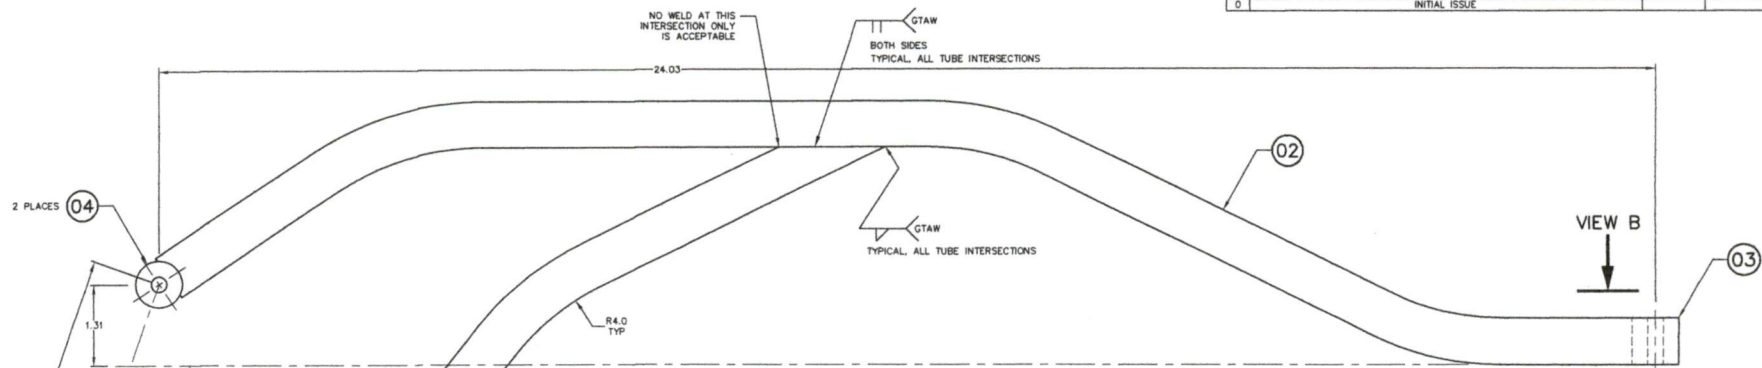 0 INITIAL ISSUE
NO WELD AT THIS
INTERSECTION ONLY
IS ACCEPTABLE
GTAW
BOTH SIDES
TYPICAL, ALL TUBE INTERSECTIONS
24.03
02
2 PLACES 04
GTAW
TYPICAL, ALL TUBE INTERSECTIONS
VIEW B
03
1.31
R4.0
TYP